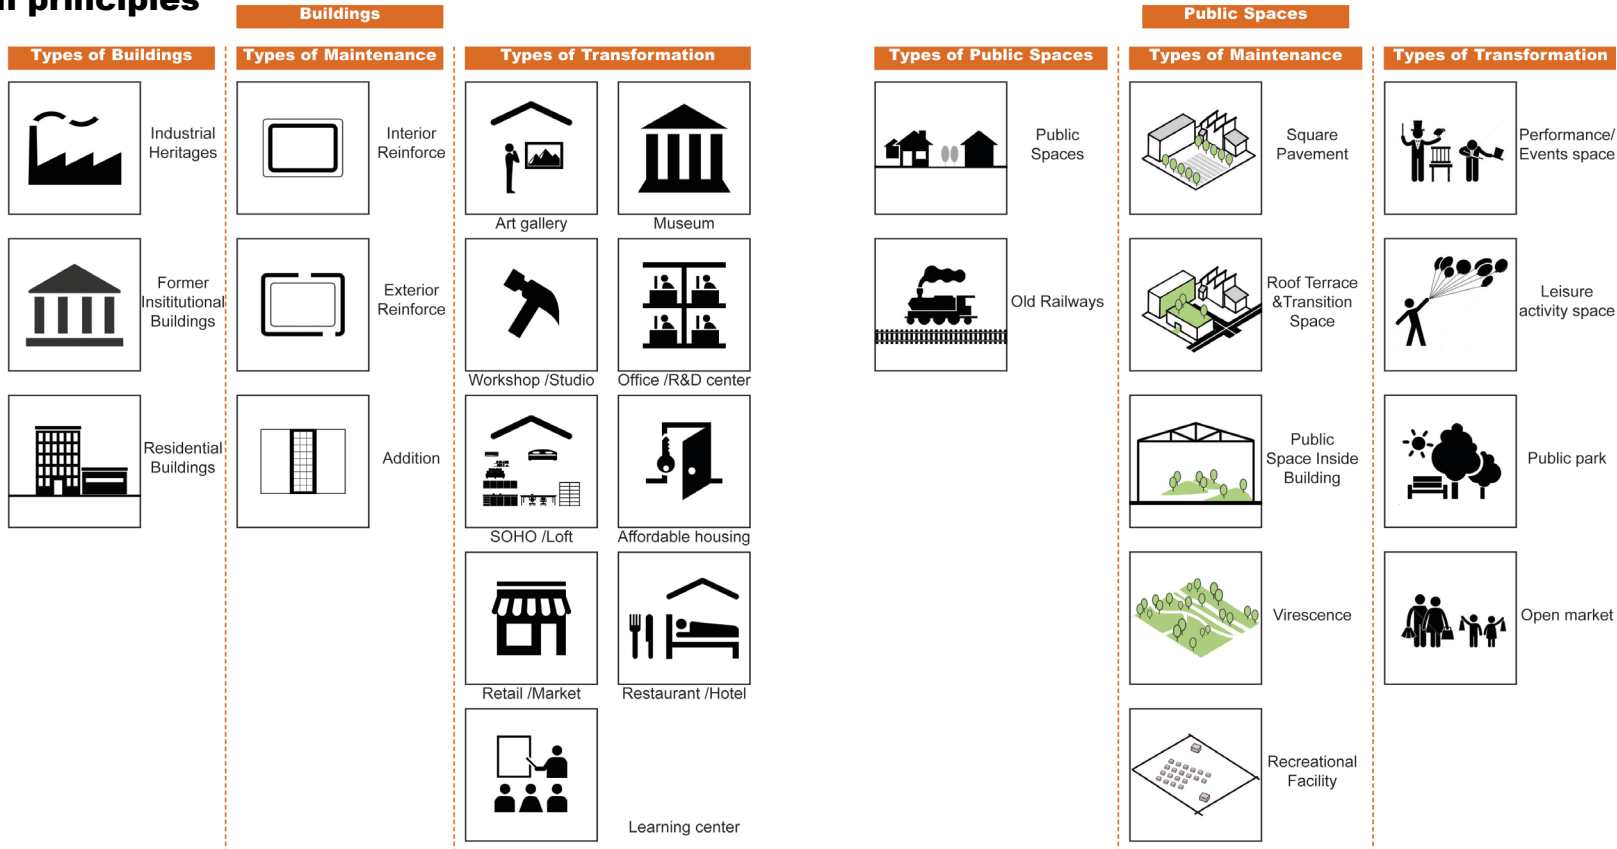 principles
Buildings
Types of Buildings
Types of Maintenance
Types of Transformation
Industrial
Heritages
Former
Insititutional
Buildings
Residential
Buildings
Interior
Reinforce
Exterior
Reinforce
Addition
Art gallery
Museum
Workshop /Studio
Office /R&D center
SOHO /Loft
Affordable housing
Retail /Market
Restaurant /Hotel
Learning center
Public Spaces
Types of Public Spaces
Types of Maintenance
Types of Transformation
Public
Spaces
Old Railways
Square
Pavement
Roof Terrace
&Transition
Space
Public
Space Inside
Building
Virescence
Recreational
Facility
Performance/
Events space
Leisure
activity space
Public park
Open market